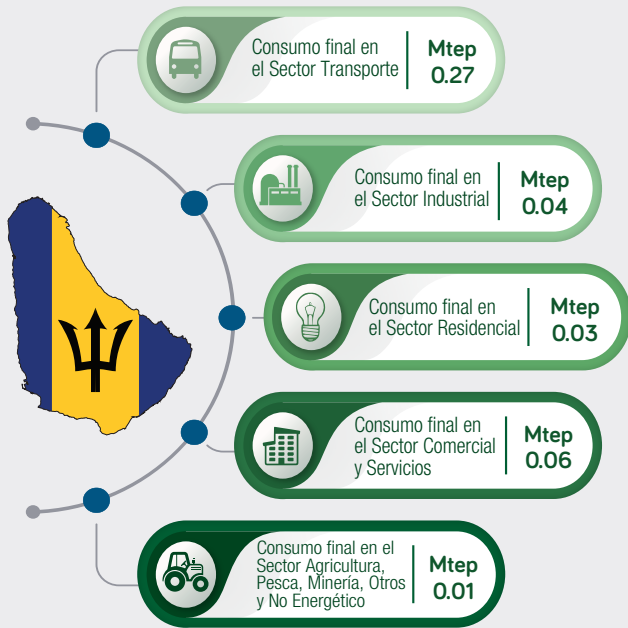 Consumo final en
el Sector Transporte
Mtep
0.27
Consumo final en
el Sector Industrial
Mtep
0.04
Consumo final en
el Sector Residencial
Mtep
0.03
Consumo final en
el Sector Comercial
y Servicios
Mtep
0.06
Consumo final en el
Sector Agricultura,
Pesca, Minería, Otros
y No Energético
Mtep
0.01